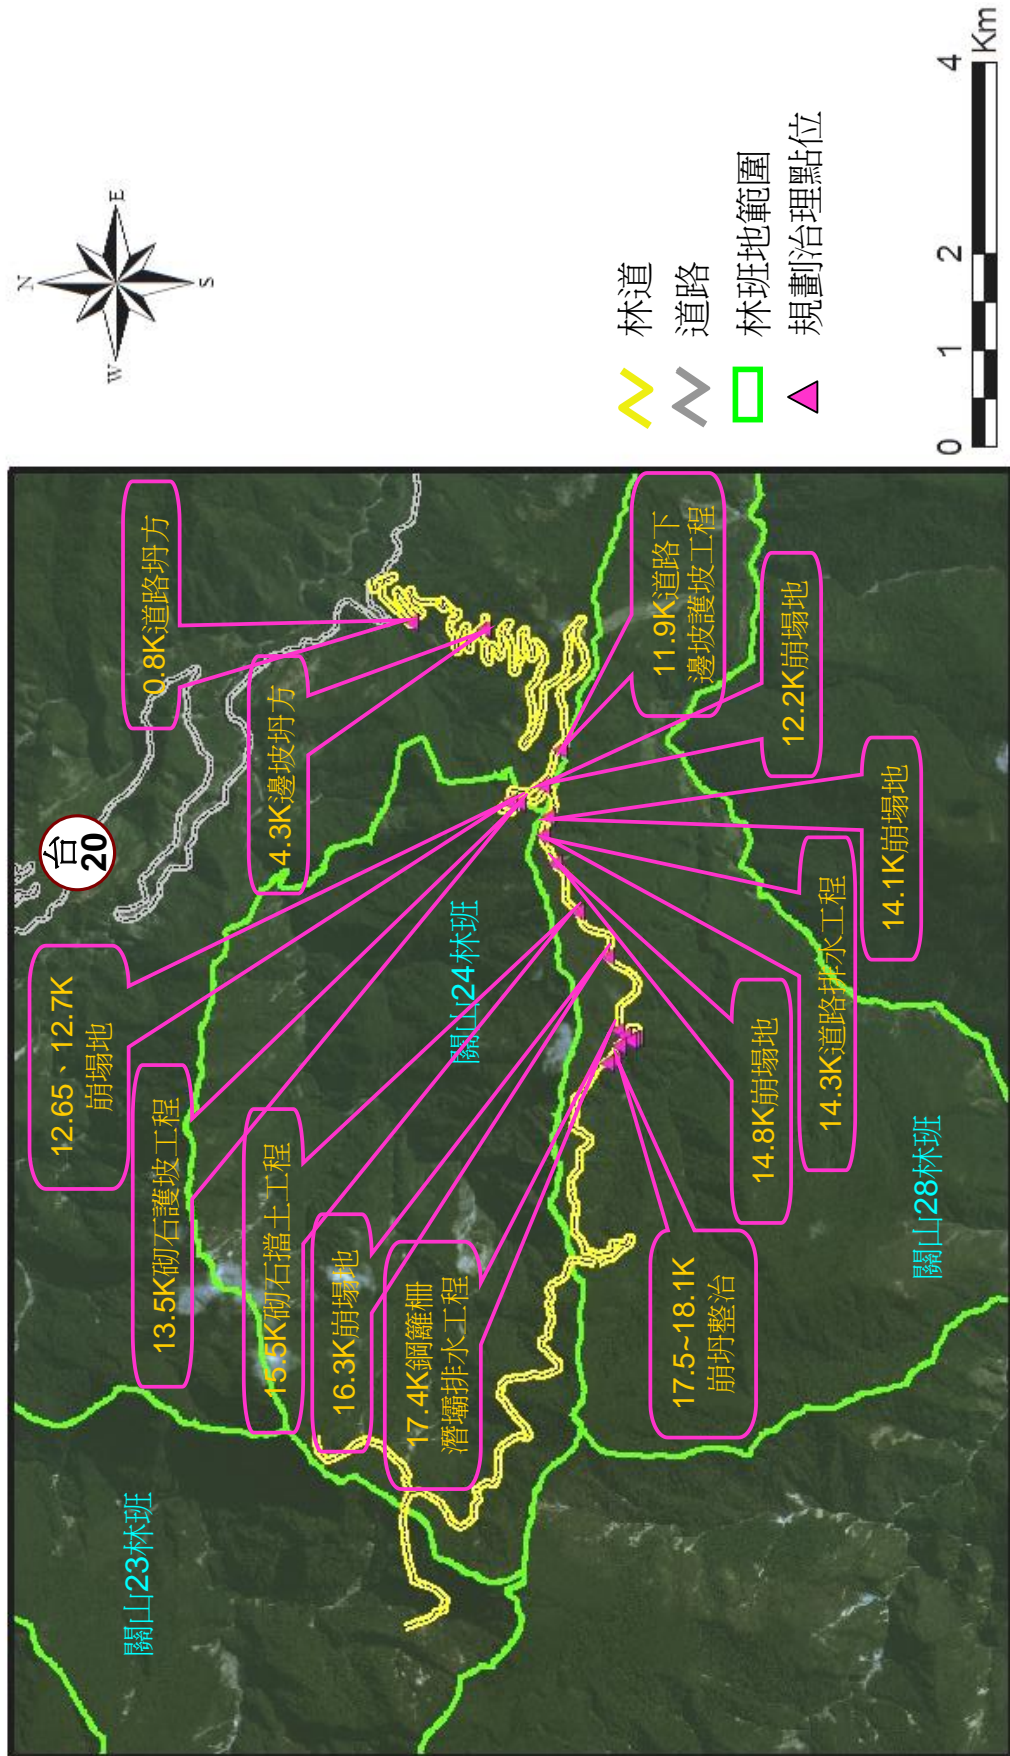 N
E
S
W
林道
道路
林班地範圍
規劃治理點位
0
1
2
4
Km
台
20
0.8K道路坍方
4.3K邊坡坍方
12.65、12.7K
崩塌地
13.5K砌石護坡工程
15.5K砌石擋土工程
16.3K崩塌地
17.4K鋼籬柵
潛壩排水工程
17.5~18.1K
崩坍整治
14.8K崩塌地
14.3K道路排水工程
14.1K崩塌地
12.2K崩塌地
11.9K道路下
邊坡護坡工程
關山23林班
關山24林班
關山28林班